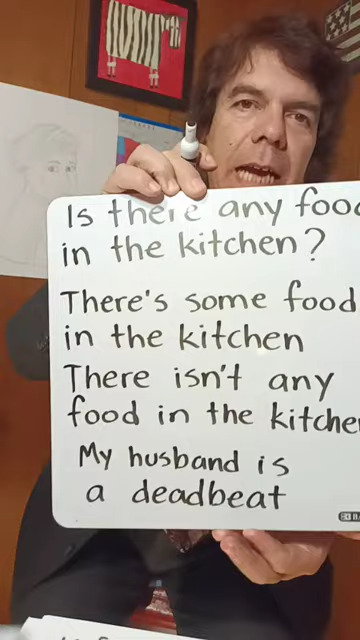 Is there any foo
in the kitchen?
There's some food
in the kitchen
There isn't any
food in the kitche
My husband is
a deadbeat